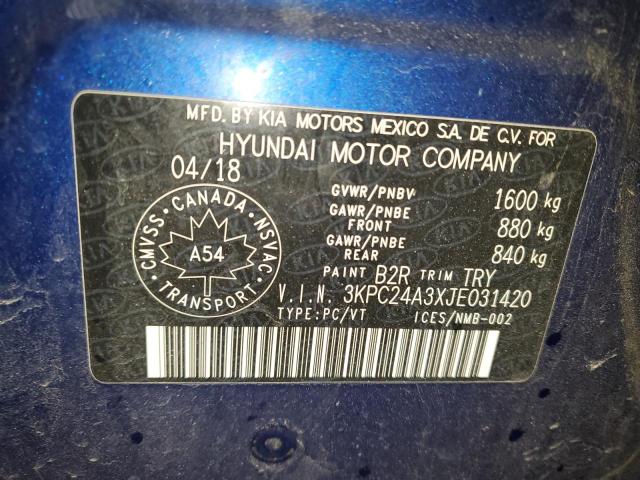 MFD. BY KIA MOTORS MEXICO S.A. DE C.V. FOR
HYUNDAI MOTOR COMPANY
04/18
GVWR/PNBV 1600 kg
GAWR/PNBE FRONT 880 kg
GAWR/PNBE REAR 840 kg
CANADA
CMVSS NSVAC
A54
TRANSPORT
PAINT B2R TRIM TRY
V.I.N. 3KPC24A3XJE031420
TYPE:PC/VT ICES/NMB-002